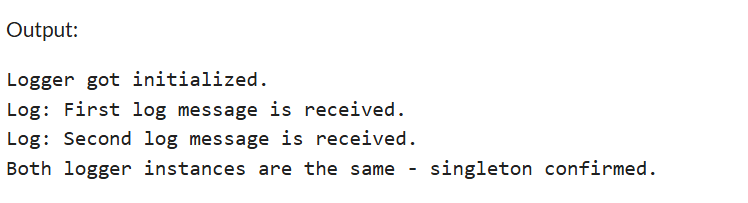 Output:
Logger got initialized.
Log: First log message is received.
Log: Second log message is received.
Both logger instances are the same - singleton confirmed.